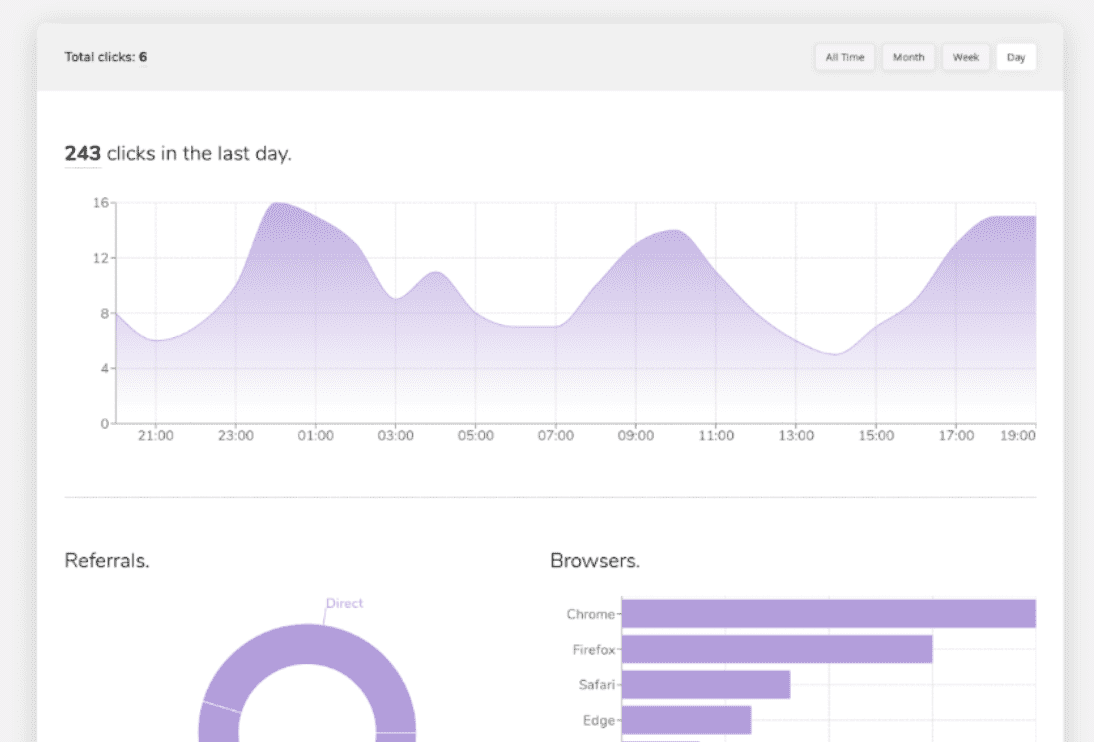 Total clicks: 6
All Time Month Week Day
243 clicks in the last day.
16
12
8
4
0
21:00 23:00 01:00 03:00 05:00 07:00 09:00 11:00 13:00 15:00 17:00 19:00
Referrals.
Direct
Browsers.
Chrome
Firefox
Safari
Edge